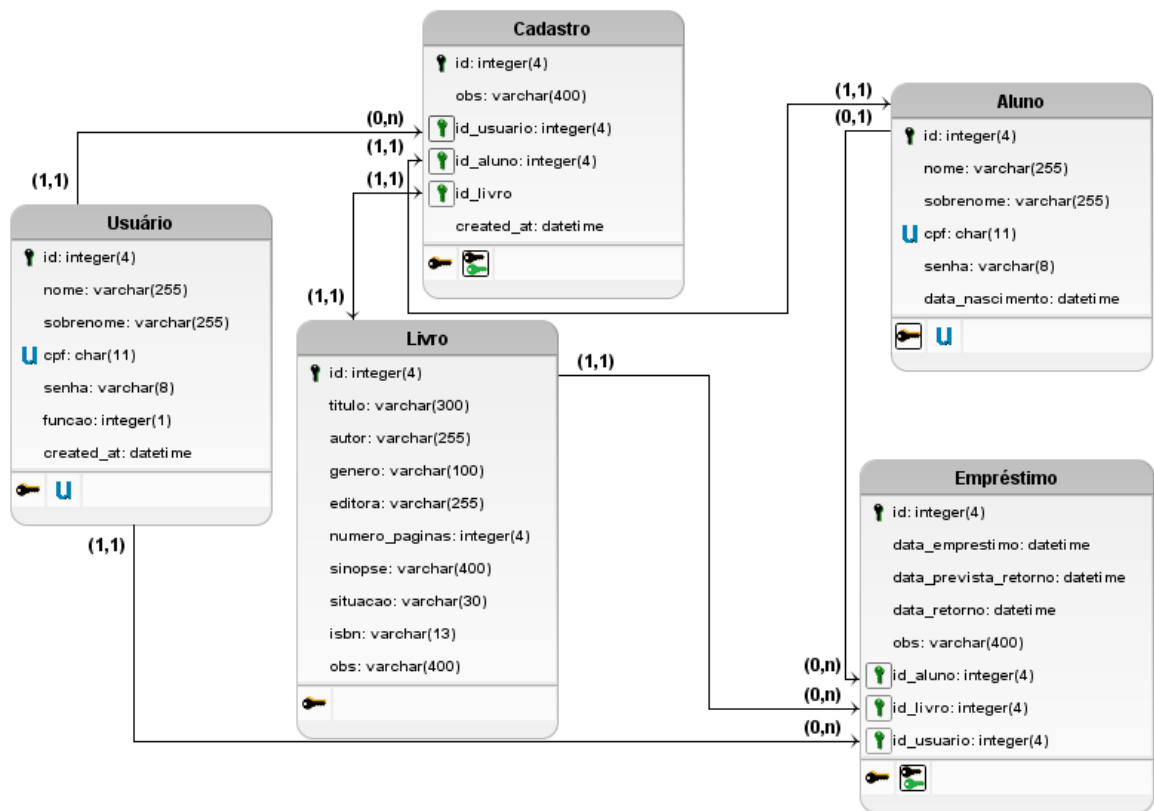 Cadastro
id: integer(4)
obs: varchar(400)
id_usuario: integer(4)
id_aluno: integer(4)
id_livro
created_at: datetime
(0,n)
(1,1)
(1,1)
(1,1)
(0,1)
Aluno
id: integer(4)
nome: varchar(255)
sobrenome: varchar(255)
U cpf: char(11)
senha: varchar(8)
data_nascimento: datetime
U
(1,1)
Usuário
id: integer(4)
nome: varchar(255)
sobrenome: varchar(255)
U cpf: char(11)
senha: varchar(8)
funcao: integer(1)
created_at: datetime
U
(1,1)
(1,1)
Livro
id: integer(4)
titulo: varchar(300)
autor: varchar(255)
genero: varchar(100)
editora: varchar(255)
numero_paginas: integer(4)
sinopse: varchar(400)
situacao: varchar(30)
isbn: varchar(13)
obs: varchar(400)
(1,1)
Empréstimo
id: integer(4)
data_emprestimo: datetime
data_prevista_retorno: datetime
data_retorno: datetime
obs: varchar(400)
(0,n) id_aluno: integer(4)
(0,n) id_livro: integer(4)
(0,n) id_usuario: integer(4)